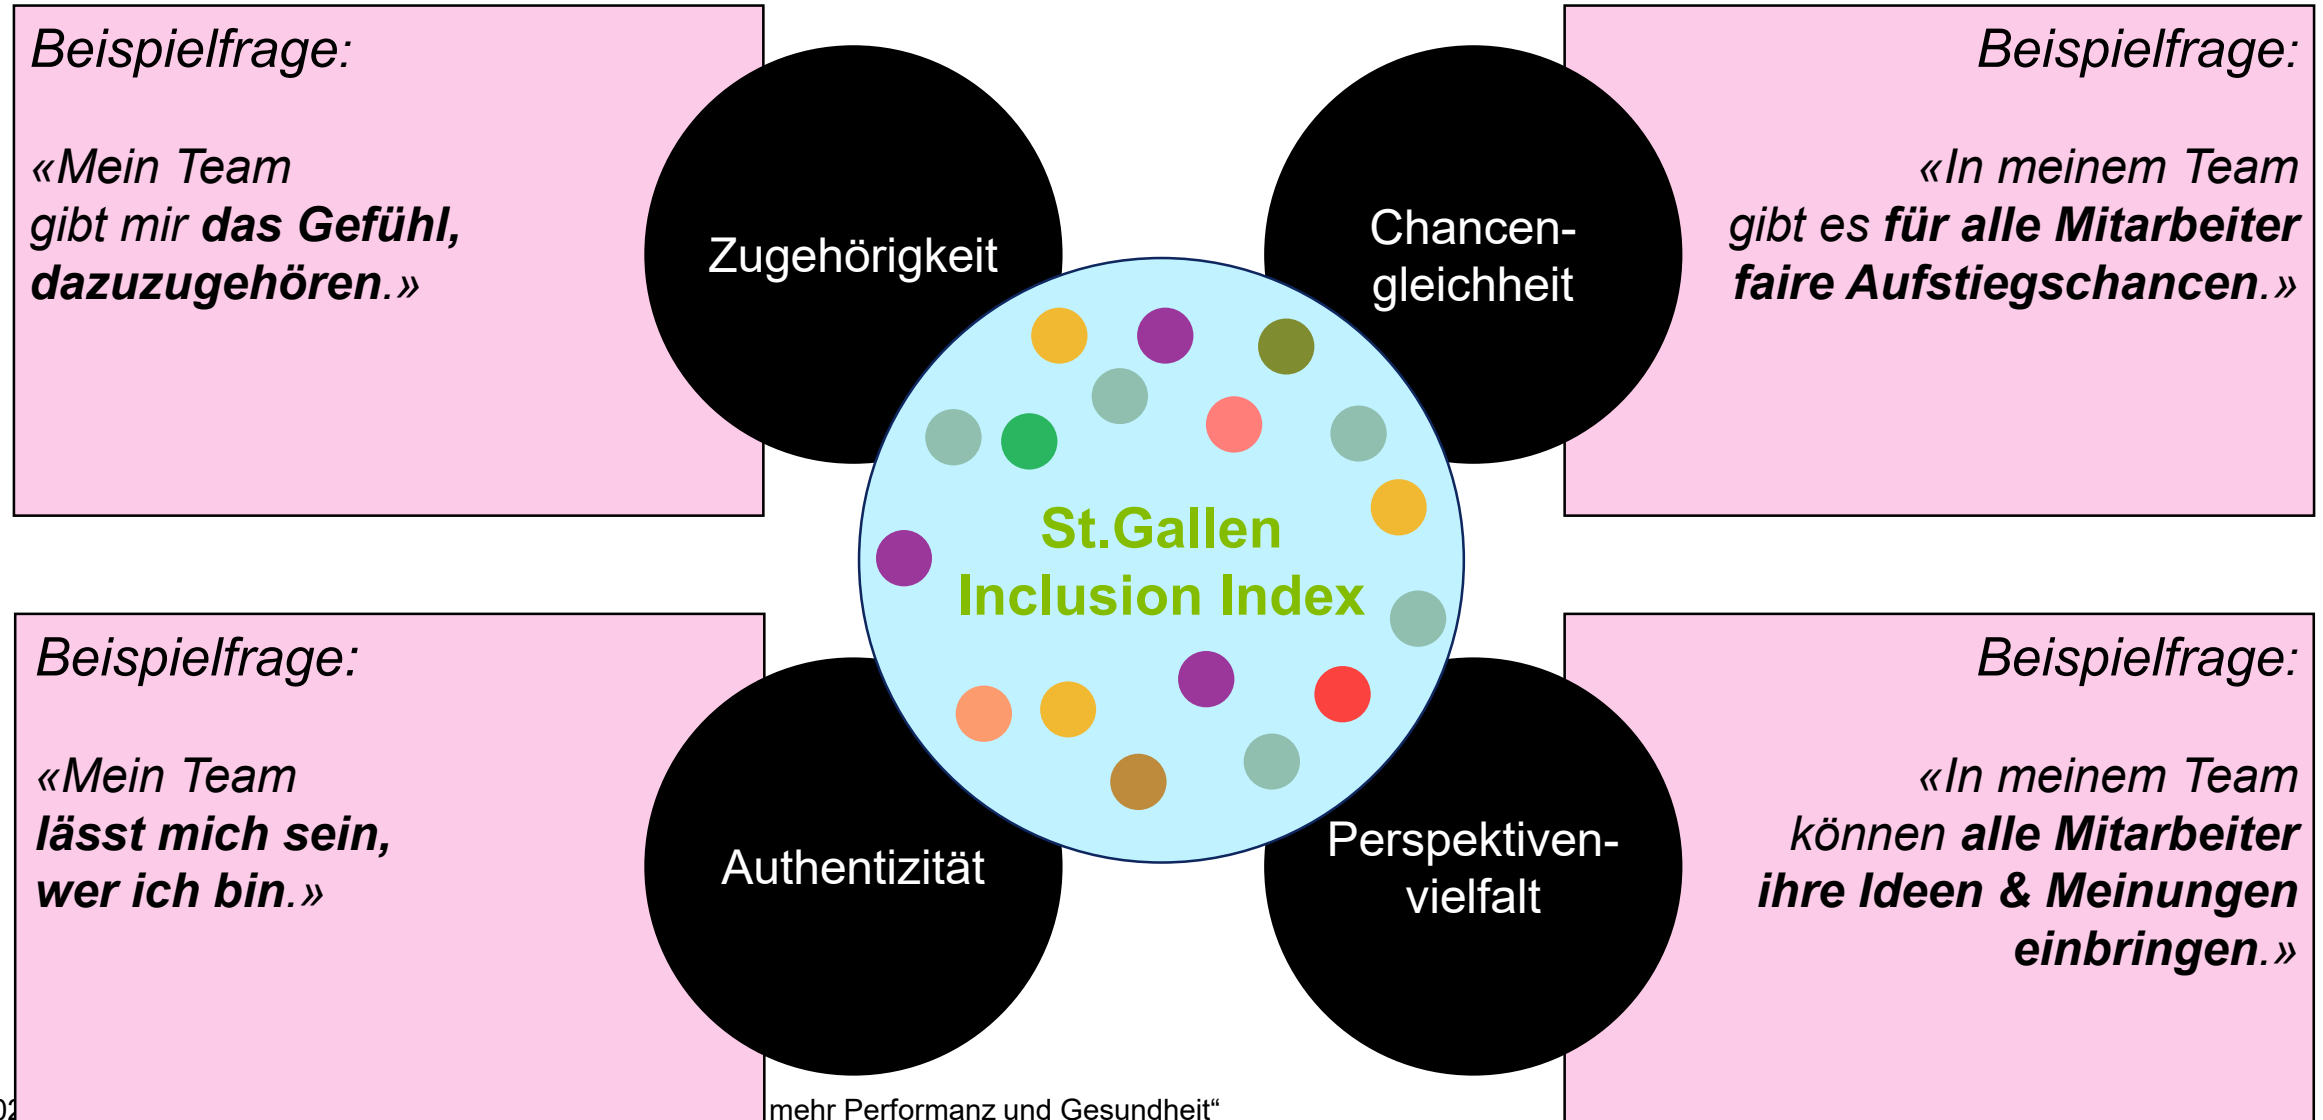 Beispielfrage:
«Mein Team
gibt mir das Gefühl,
dazuzugehören.»
Zugehörigkeit
Chancen-
gleichheit
Beispielfrage:
«In meinem Team
gibt es für alle Mitarbeiter
faire Aufstiegschancen.»
St.Gallen
Inclusion Index
Beispielfrage:
«Mein Team
lässt mich sein,
wer ich bin.»
Authentizität
Perspektiven-
vielfalt
Beispielfrage:
«In meinem Team
können alle Mitarbeiter
ihre Ideen & Meinungen
einbringen.»
mehr Performanz und Gesundheit“